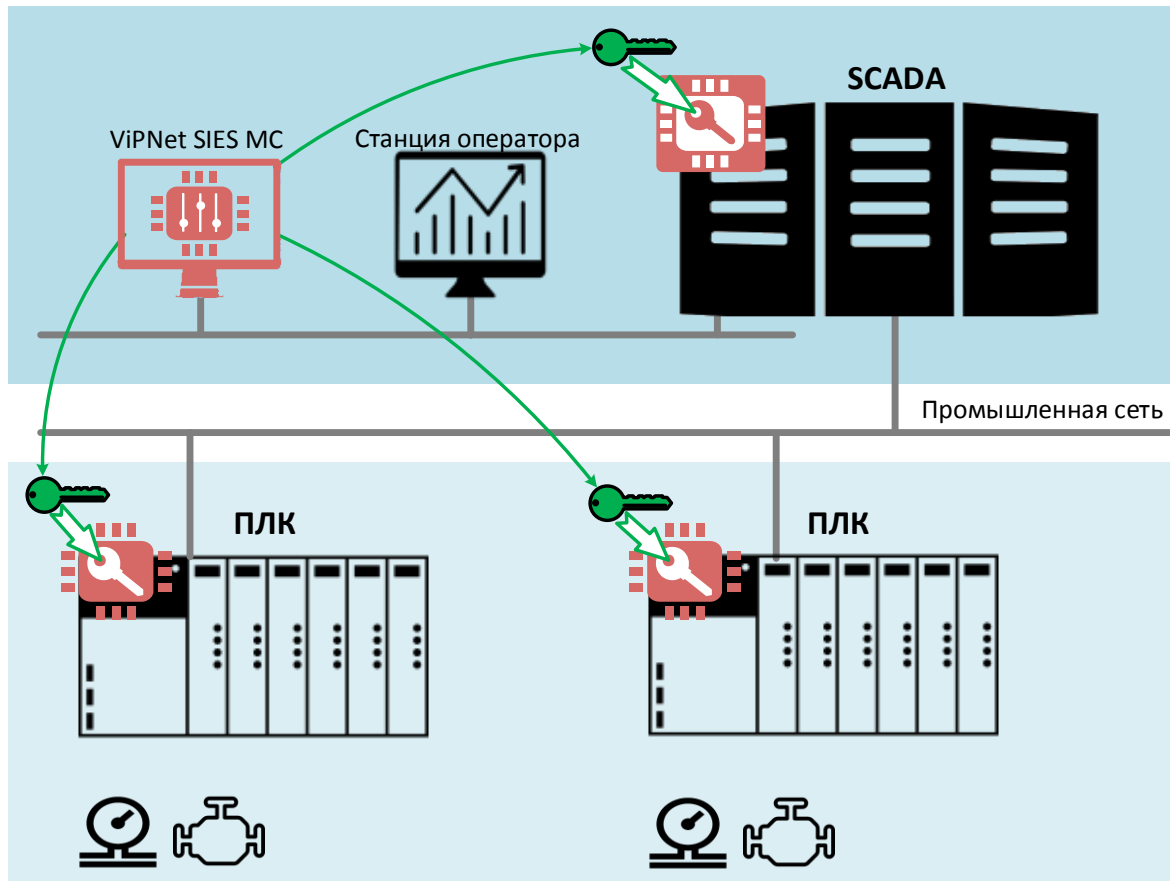 SCADA
ViPNet SIES MC
Станция оператора
Промышленная сеть
ПЛК
ПЛК